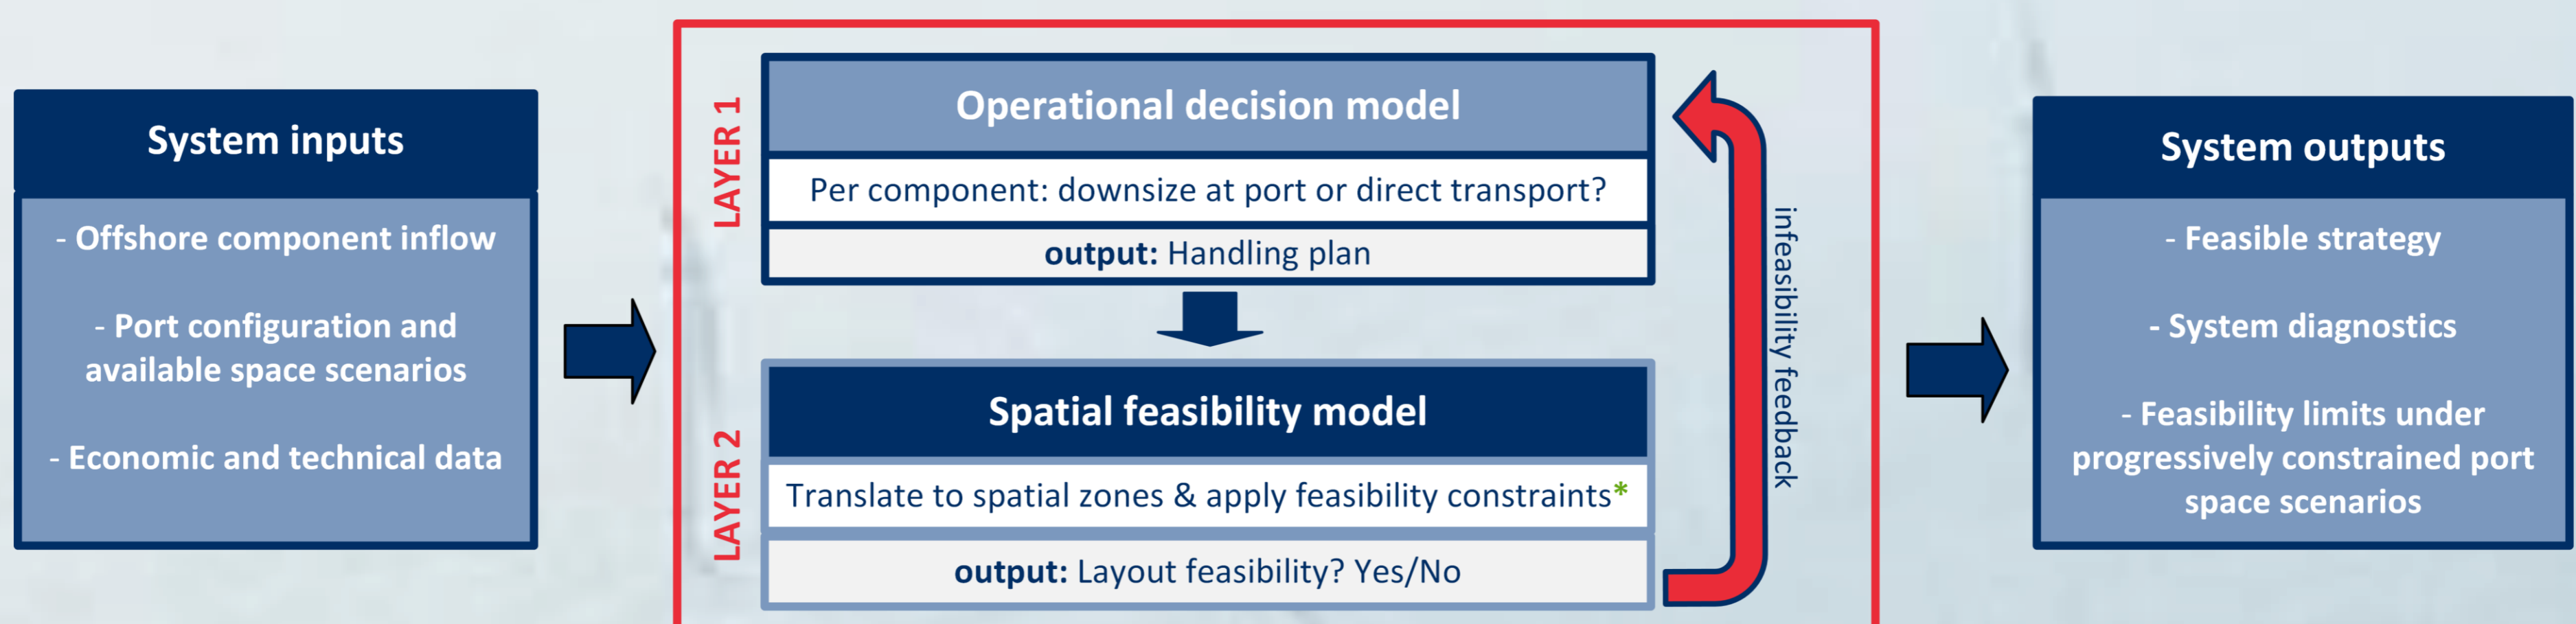 System inputs
- Offshore component inflow
- Port configuration and
available space scenarios
- Economic and technical data
LAYER 1
Operational decision model
Per component: downsize at port or direct transport?
output: Handling plan
LAYER 2
Spatial feasibility model
Translate to spatial zones & apply feasibility constraints*
output: Layout feasibility? Yes/No
infeasibility feedback
System outputs
- Feasible strategy
- System diagnostics
- Feasibility limits under
progressively constrained port
space scenarios